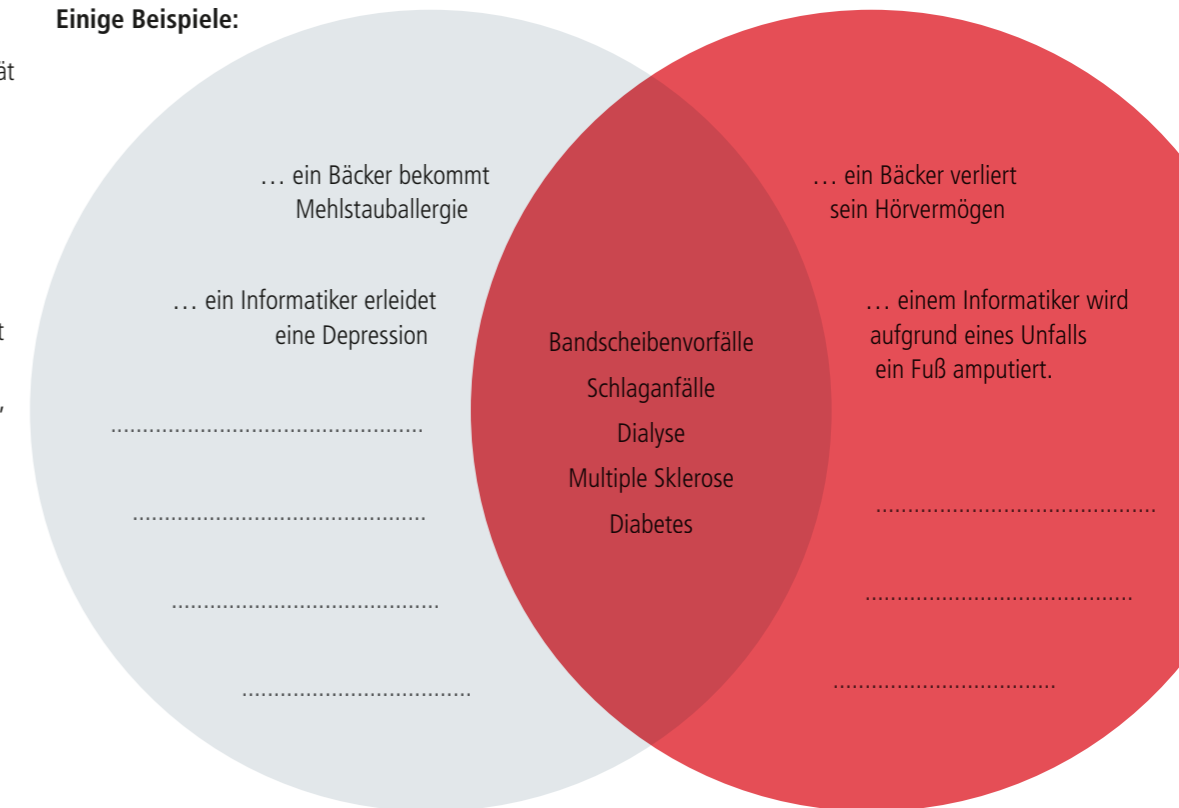 Einige Beispiele:
ät
t
,
… ein Bäcker bekommt
Mehlstauballergie
… ein Informatiker erleidet
eine Depression
................................................
.............................................
.........................................
...................................
Bandscheibenvorfälle
Schlaganfälle
Dialyse
Multiple Sklerose
Diabetes
… ein Bäcker verliert
sein Hörvermögen
… einem Informatiker wird
aufgrund eines Unfalls
ein Fuß amputiert.
...........................................
.........................................
..................................